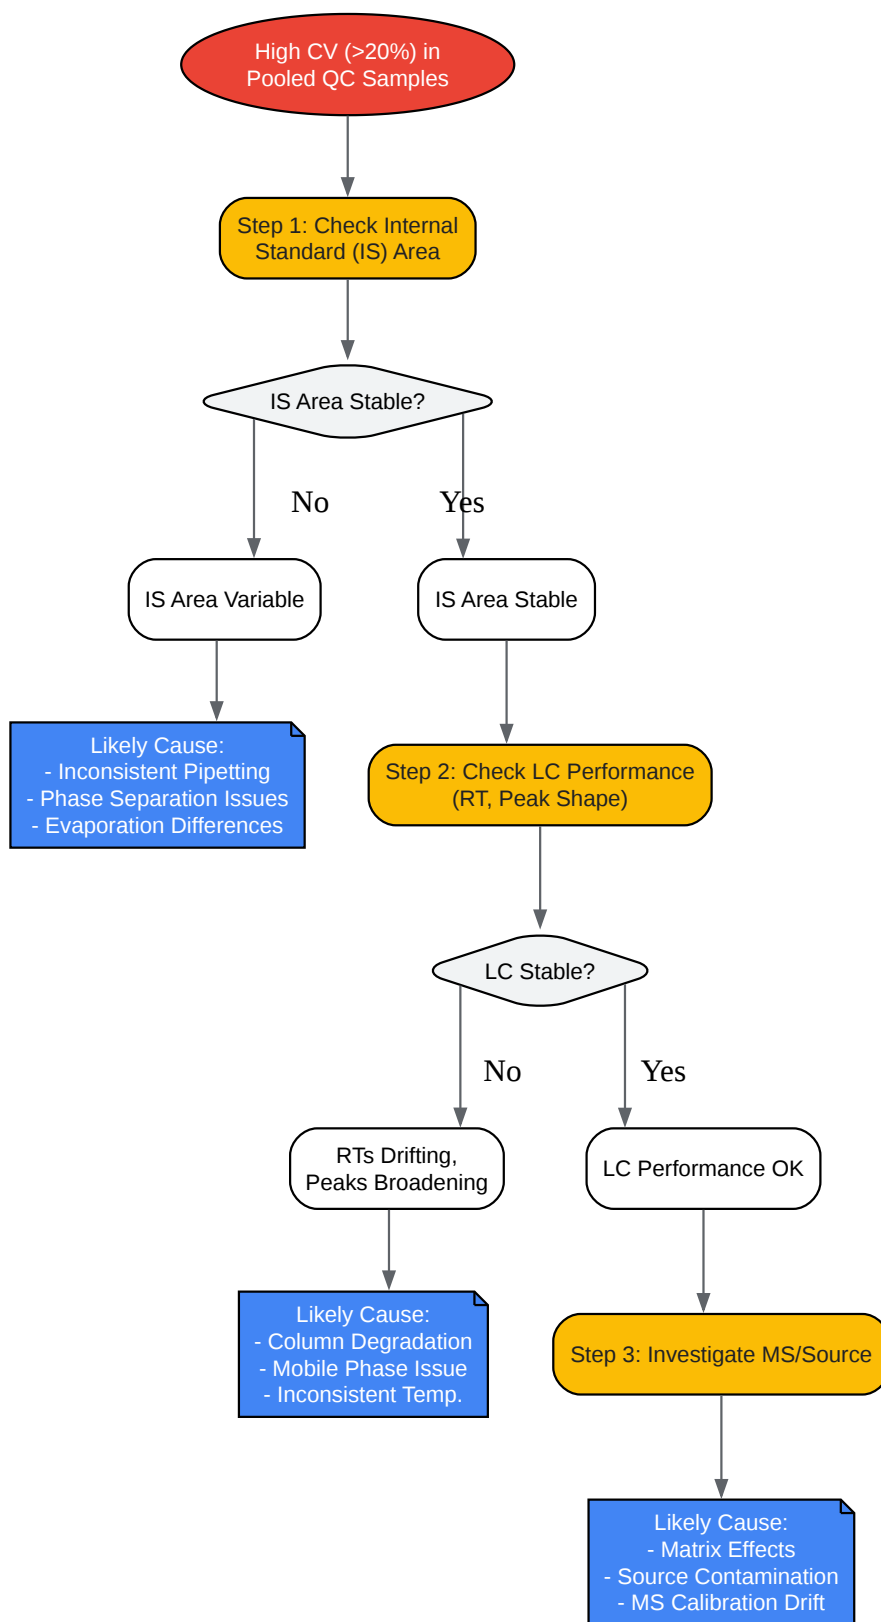 High CV (>20%) in
Pooled QC Samples
Step 1: Check Internal
Standard (IS) Area
IS Area Stable?
No
Yes
IS Area Variable
IS Area Stable
Likely Cause:
- Inconsistent Pipetting
- Phase Separation Issues
- Evaporation Differences
Step 2: Check LC Performance
(RT, Peak Shape)
LC Stable?
No
Yes
RTs Drifting,
Peaks Broadening
LC Performance OK
Likely Cause:
- Column Degradation
- Mobile Phase Issue
- Inconsistent Temp.
Step 3: Investigate MS/Source
Likely Cause:
- Matrix Effects
- Source Contamination
- MS Calibration Drift